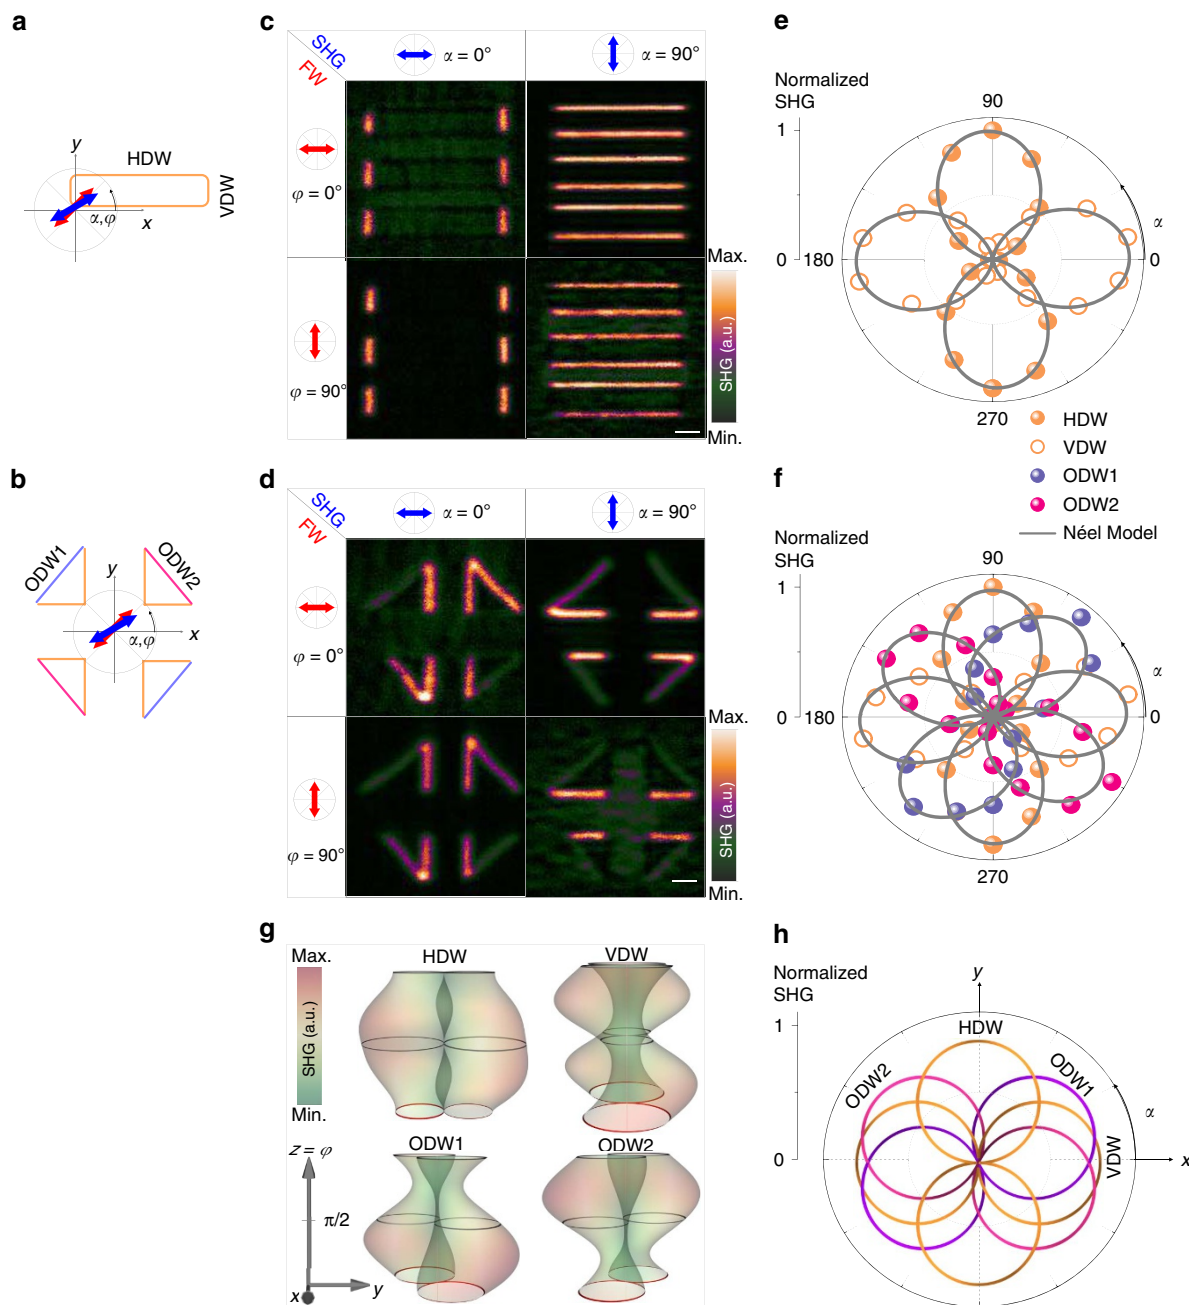 a
y
HDW
VDW
α,φ
x
b
ODW1
ODW2
y
x
α,φ
c
SHG
FW
α = 0°
α = 90°
φ = 0°
φ = 90°
Max.
SHG (a.u.)
Min.
d
SHG
FW
α = 0°
α = 90°
φ = 0°
φ = 90°
Max.
SHG (a.u.)
Min.
e
Normalized
SHG
90
1
α
0
180
0
270
HDW
VDW
ODW1
ODW2
Néel Model
f
Normalized
SHG
90
1
α
0
180
0
270
g
Max.
SHG (a.u.)
Min.
HDW
VDW
ODW1
ODW2
z = φ
π/2
x
y
h
Normalized
SHG
y
1
HDW
ODW2
ODW1
α
VDW
0
x